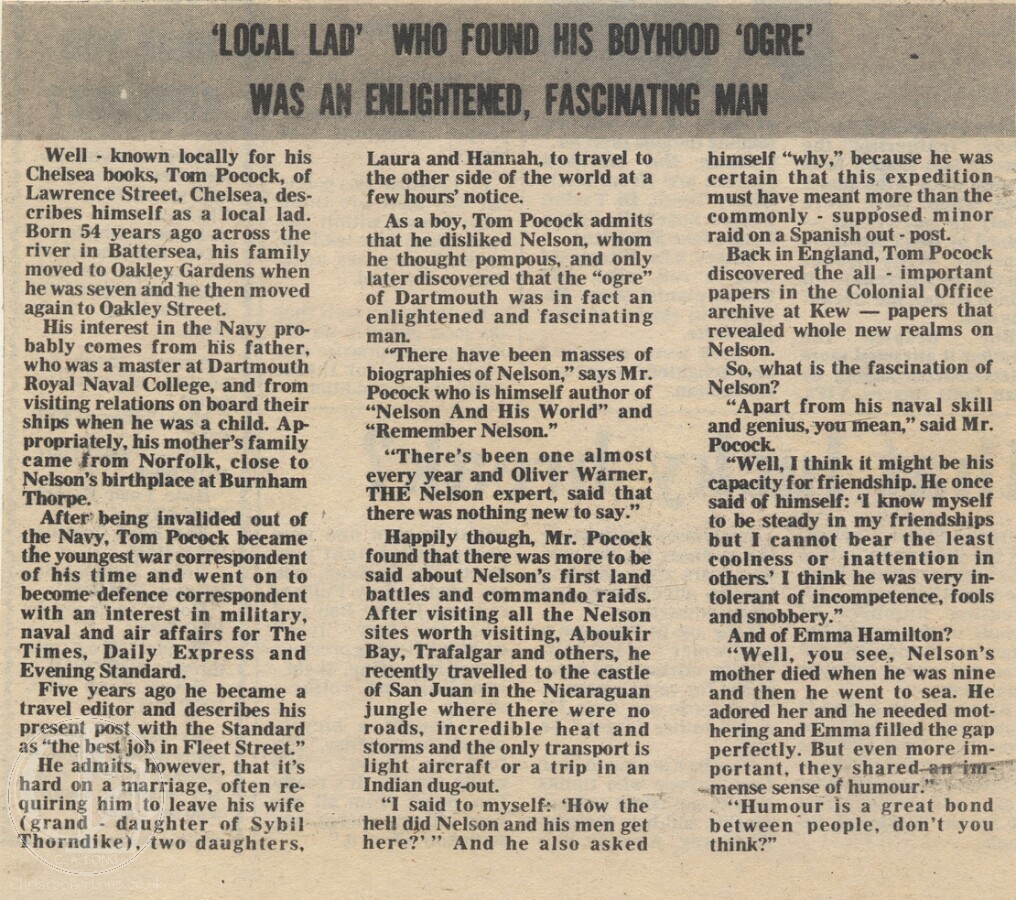 'LOCAL LAD' WHO FOUND HIS BOYHOOD 'OGRE'
WAS AN ENLIGHTENED, FASCINATING MAN
Well - known locally for his
Chelsea books, Tom Pocock, of
Lawrence Street, Chelsea, des-
cribes himself as a local lad.
Born 54 years ago across the
river in Battersea, his family
moved to Oakley Gardens when
he was seven and he then moved
again to Oakley Street.
His interest in the Navy pro-
bably comes from his father,
who was a master at Dartmouth
Royal Naval College, and from
visiting relations on board their
ships when he was a child. Ap-
propriately, his mother's family
came from Norfolk, close to
Nelson's birthplace at Burnham
Thorpe.
After being invalided out of
the Navy, Tom Pocock became
the youngest war correspondent
of his time and went on to
become defence correspondent
with an interest in military,
naval and air affairs for The
Times, Daily Express and
Evening Standard.
Five years ago he became a
travel editor and describes his
present post with the Standard
as "the best job in Fleet Street."
He admits, however, that it's
hard on a marriage, often re-
quiring him to leave his wife
(grand - daughter of Sybil
Thorndike), two daughters,
Laura and Hannah, to travel to
the other side of the world at a
few hours' notice.
As a boy, Tom Pocock admits
that he disliked Nelson, whom
he thought pompous, and only
later discovered that the "ogre"
of Dartmouth was in fact an
enlightened and fascinating
man.
"There have been masses of
biographies of Nelson," says Mr.
Pocock who is himself author of
"Nelson And His World" and
"Remember Nelson."
"There's been one almost
every year and Oliver Warner,
THE Nelson expert, said that
there was nothing new to say."
Happily though, Mr. Pocock
found that there was more to be
said about Nelson's first land
battles and commando raids.
After visiting all the Nelson
sites worth visiting, Aboukir
Bay, Trafalgar and others, he
recently travelled to the castle
of San Juan in the Nicaraguan
jungle where there were no
roads, incredible heat and
storms and the only transport is
light aircraft or a trip in an
Indian dug-out.
"I said to myself: 'How the
hell did Nelson and his men get
here?' " And he also asked
himself "why," because he was
certain that this expedition
must have meant more than the
commonly - supposed minor
raid on a Spanish out - post.
Back in England, Tom Pocock
discovered the all - important
papers in the Colonial Office
archive at Kew — papers that
revealed whole new realms on
Nelson.
So, what is the fascination of
Nelson?
"Apart from his naval skill
and genius, you mean," said Mr.
Pocock.
"Well, I think it might be his
capacity for friendship. He once
said of himself: 'I know myself
to be steady in my friendships
but I cannot bear the least
coolness or inattention in
others.' I think he was very in-
tolerant of incompetence, fools
and snobbery."
And of Emma Hamilton?
"Well, you see, Nelson's
mother died when he was nine
and then he went to sea. He
adored her and he needed mot-
hering and Emma filled the gap
perfectly. But even more im-
portant, they shared an im-
mense sense of humour."
"Humour is a great bond
between people, don't you
think?"